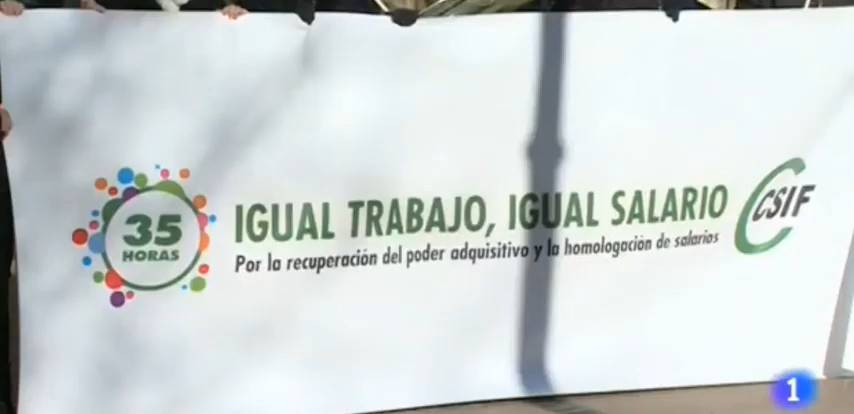 35
HORAS
IGUAL TRABAJO, IGUAL SALARIO
Por la recuperación del poder adquisitivo y la homologación de salarios
CSIF
1